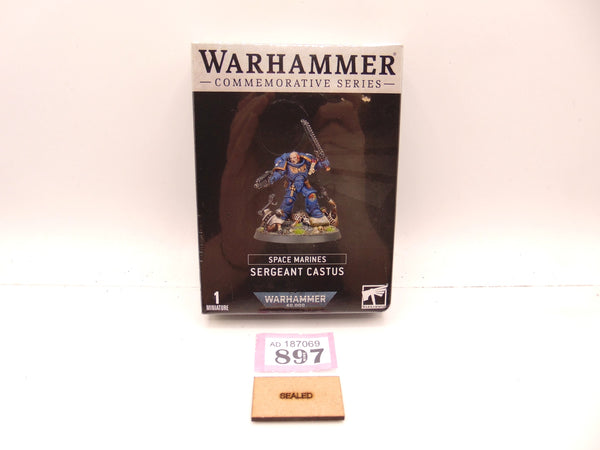 WARHAMMER
COMMEMORATIVE SERIES
SPACE MARINES
SERGEANT CASTUS
1
MINIATURE
WARHAMMER
40,000
AD 187069
897
SEALED